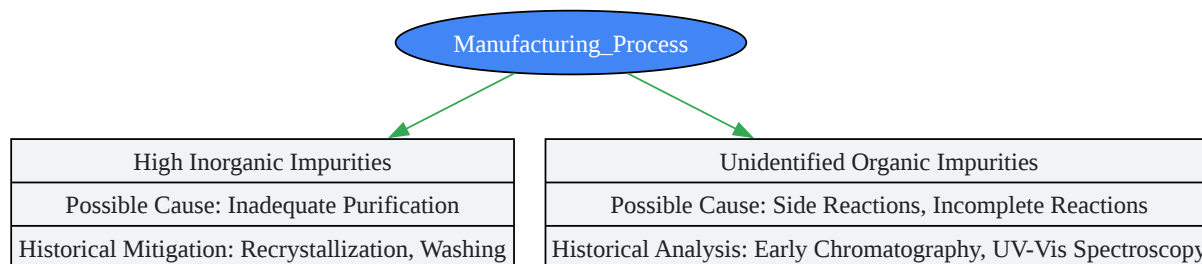 Manufacturing_Process
High Inorganic Impurities
Possible Cause: Inadequate Purification
Historical Mitigation: Recrystallization, Washing
Unidentified Organic Impurities
Possible Cause: Side Reactions, Incomplete Reactions
Historical Analysis: Early Chromatography, UV-Vis Spectroscopy